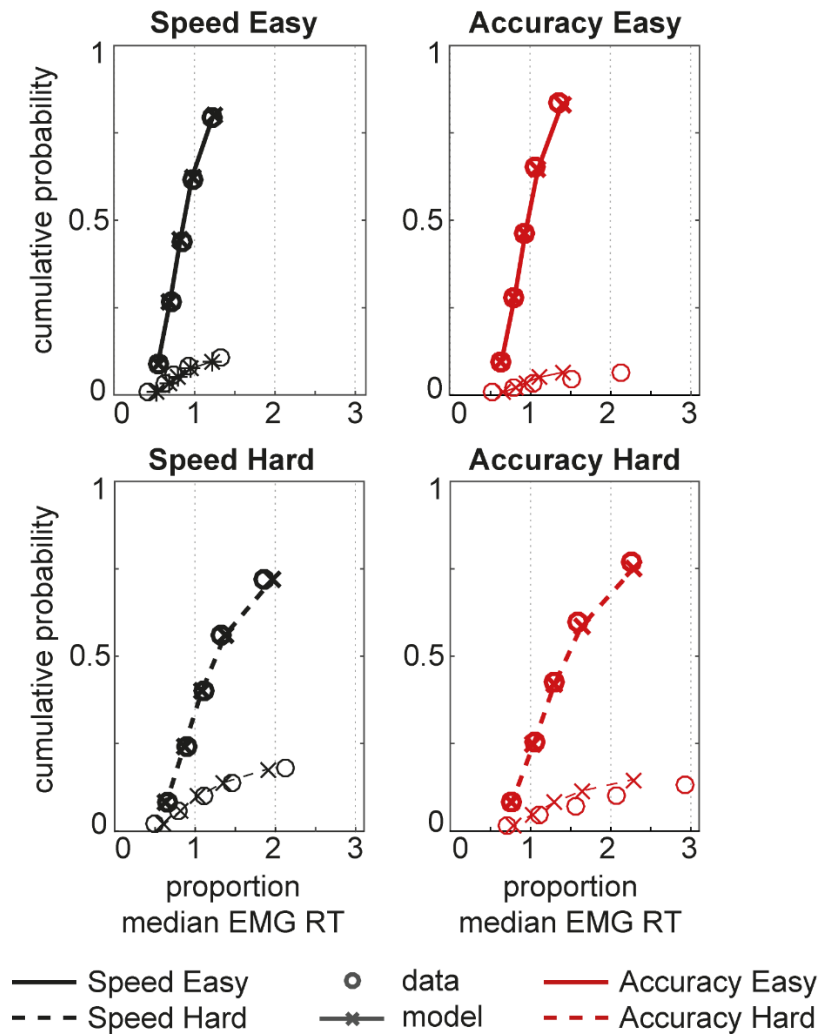 Speed Easy
Accuracy Easy
cumulative probability
1
0.5
0
0 1 2 3
1
0.5
0
0 1 2 3
Speed Hard
Accuracy Hard
cumulative probability
1
0.5
0
0 1 2 3
proportion
median EMG RT
1
0.5
0
0 1 2 3
proportion
median EMG RT
Speed Easy
data
Accuracy Easy
Speed Hard
model
Accuracy Hard